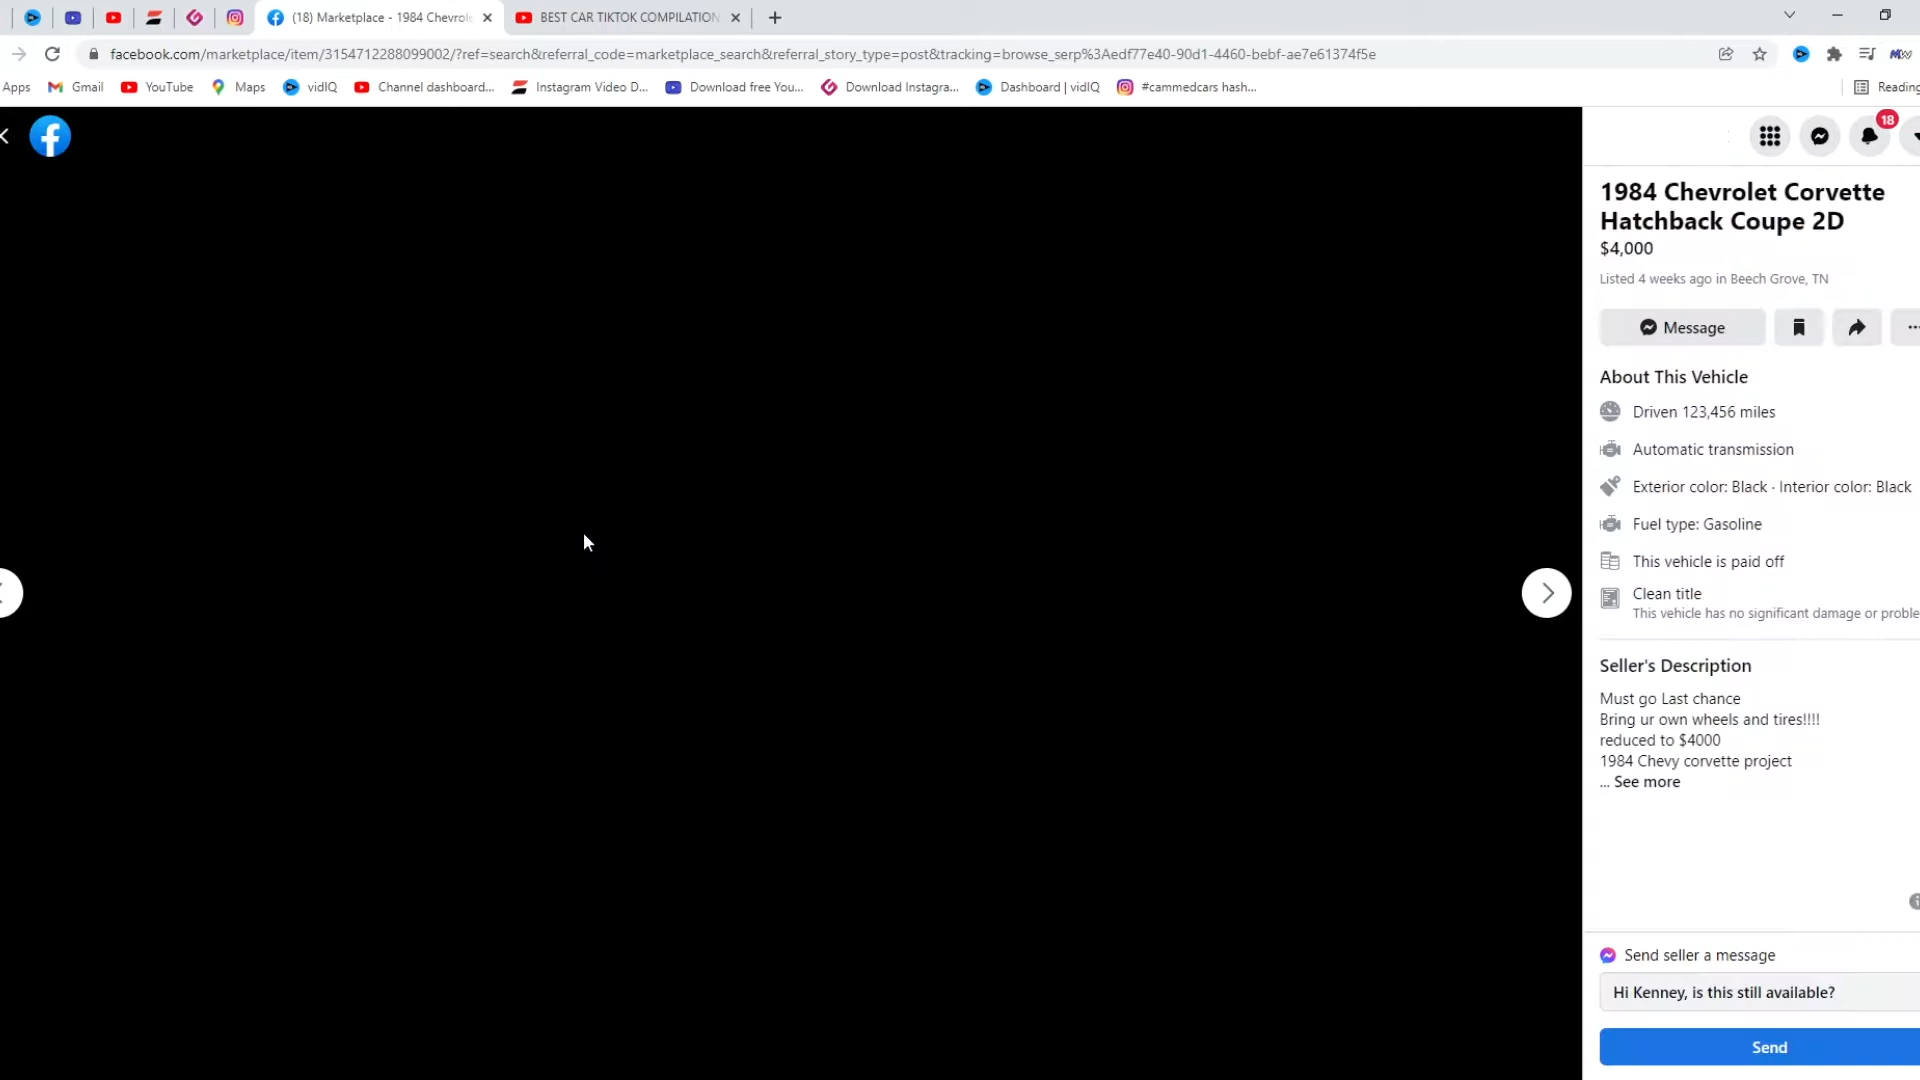 (18) Marketplace - 1984 Chevrole
BEST CAR TIKTOK COMPILATION
facebook.com/marketplace/item/3154712288099002/?ref=search&referral_code=marketplace_search&referral_story_type=post&tracking=browse_serp%3Aedf77e40-90d1-4460-bebf-ae7e61374f5e
Apps Gmail YouTube Maps vidIQ Channel dashboard... Instagram Video D... Download free You... Download Instagra... Dashboard | vidIQ #cammedcars hash... Reading
18
1984 Chevrolet Corvette
Hatchback Coupe 2D
$4,000
Listed 4 weeks ago in Beech Grove, TN
Message
About This Vehicle
Driven 123,456 miles
Automatic transmission
Exterior color: Black · Interior color: Black
Fuel type: Gasoline
This vehicle is paid off
Clean title
This vehicle has no significant damage or proble
Seller's Description
Must go Last chance
Bring ur own wheels and tires!!!!
reduced to $4000
1984 Chevy corvette project
... See more
Send seller a message
Hi Kenney, is this still available?
Send